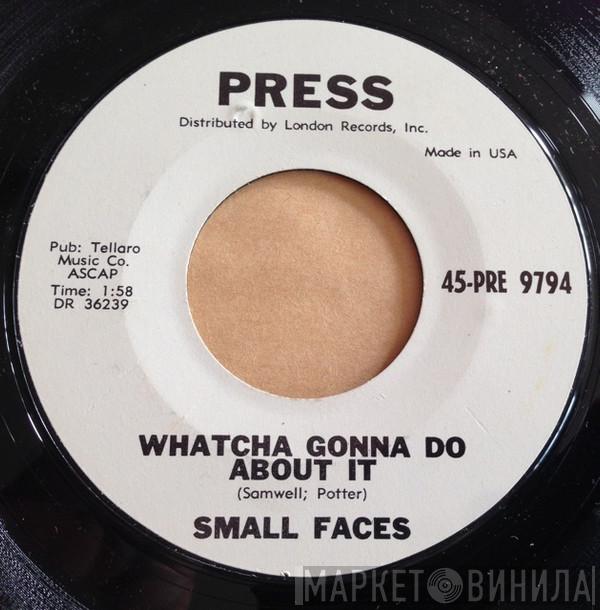 PRESS
Distributed by London Records, Inc.
Made in USA
Pub: Tellaro
Music Co.
ASCAP
Time: 1:58
DR 36239
45-PRE 9794
WHATCHA GONNA DO
ABOUT IT
(Samwell; Potter)
SMALL FACES
МАРКЕТ ВИНИЛА